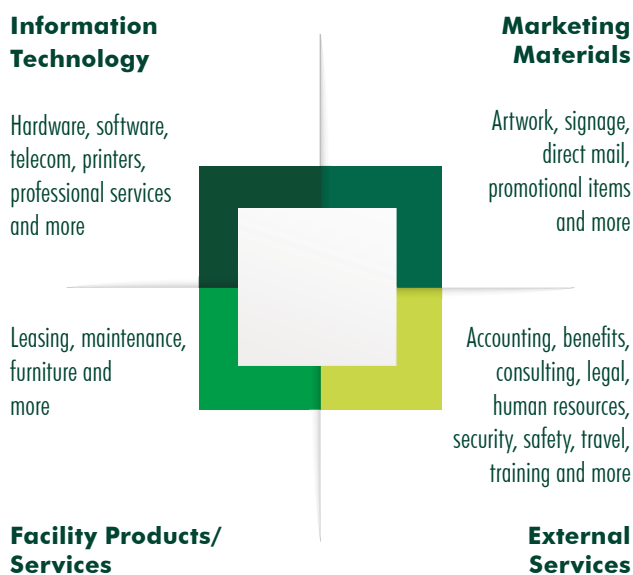 Information
Technology
Hardware, software,
telecom, printers,
professional services
and more
Marketing
Materials
Artwork, signage,
direct mail,
promotional items
and more
Leasing, maintenance,
furniture and
more
Facility Products/
Services
Accounting, benefits,
consulting, legal,
human resources,
security, safety, travel,
training and more
External
Services